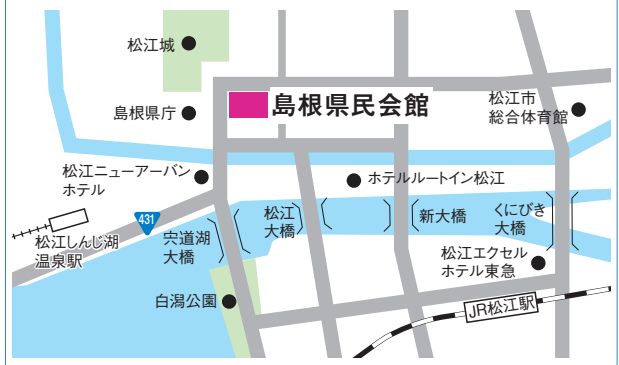 松江城
島根県庁
島根県民会館
松江市
総合体育館
松江ニューアーバン
ホテル
ホテルルートイン松江
431
松江しんじ湖
温泉駅
宍道湖
大橋
松江
大橋
新大橋
くにびき
大橋
松江エクセル
ホテル東急
白潟公園
JR松江駅